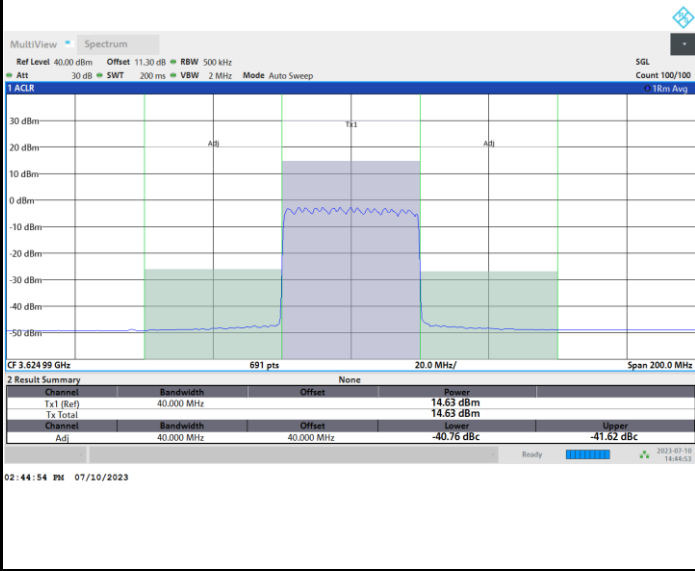 MultiView Spectrum
Ref Level 40.00 dBm Offset 11.30 dB RBW 500 kHz SGL
Att 30 dB SWT 200 ms VBW 2 MHz Mode Auto Sweep Count 100/100
1 ACLR 1Rm Avg
30 dBm
Tx1
20 dBm Adj Adj
10 dBm
0 dBm
-10 dBm
-20 dBm
-30 dBm
-40 dBm
-50 dBm
CF 3.624 99 GHz 691 pts 20.0 MHz/ Span 200.0 MHz
2 Result Summary None
Channel Bandwidth Offset Power
Tx1 (Ref) 40.000 MHz 14.63 dBm
Tx Total 14.63 dBm
Channel Bandwidth Offset Lower Upper
Adj 40.000 MHz 40.000 MHz -40.76 dBc -41.62 dBc
Ready 2023-07-10
14:44:53
02:44:54 PM 07/10/2023